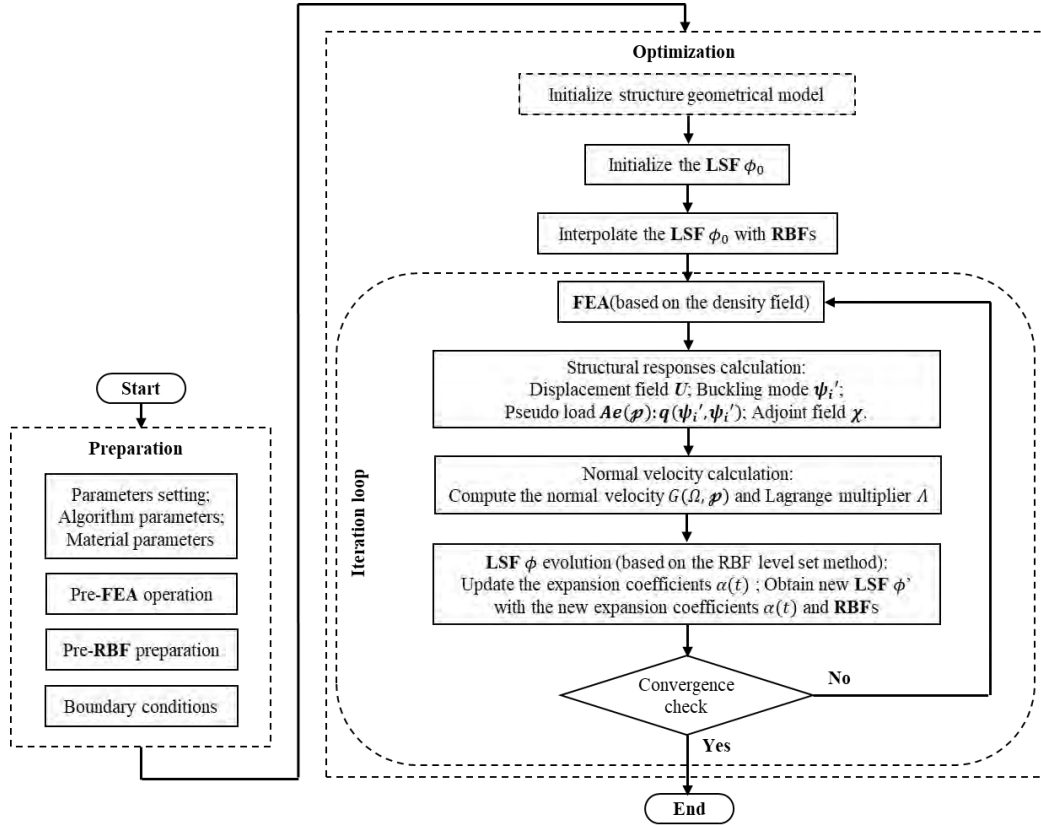 Start
Preparation
Parameters setting;
Algorithm parameters;
Material parameters
Pre-FEA operation
Pre-RBF preparation
Boundary conditions
Optimization
Initialize structure geometrical model
Initialize the LSF ϕ₀
Interpolate the LSF ϕ₀ with RBFs
Iteration loop
FEA(based on the density field)
Structural responses calculation:
Displacement field U; Buckling mode ψᵢ′;
Pseudo load Ae(p): q(ψᵢ′,ψᵢ′); Adjoint field χ.
Normal velocity calculation:
Compute the normal velocity G(Ω, p) and Lagrange multiplier Λ
LSF ϕ evolution (based on the RBF level set method):
Update the expansion coefficients α(t) ; Obtain new LSF ϕ’
with the new expansion coefficients α(t) and RBFs
Convergence
check
No
Yes
End